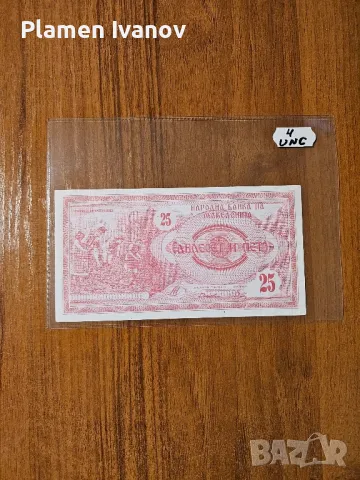 Plamen Ivanov
4
UNC
НАРОДНА БАНКА НА
МАКЕДОНИЈА
25
ДВАЕСЕТ И ПЕТ
25
BAZAR